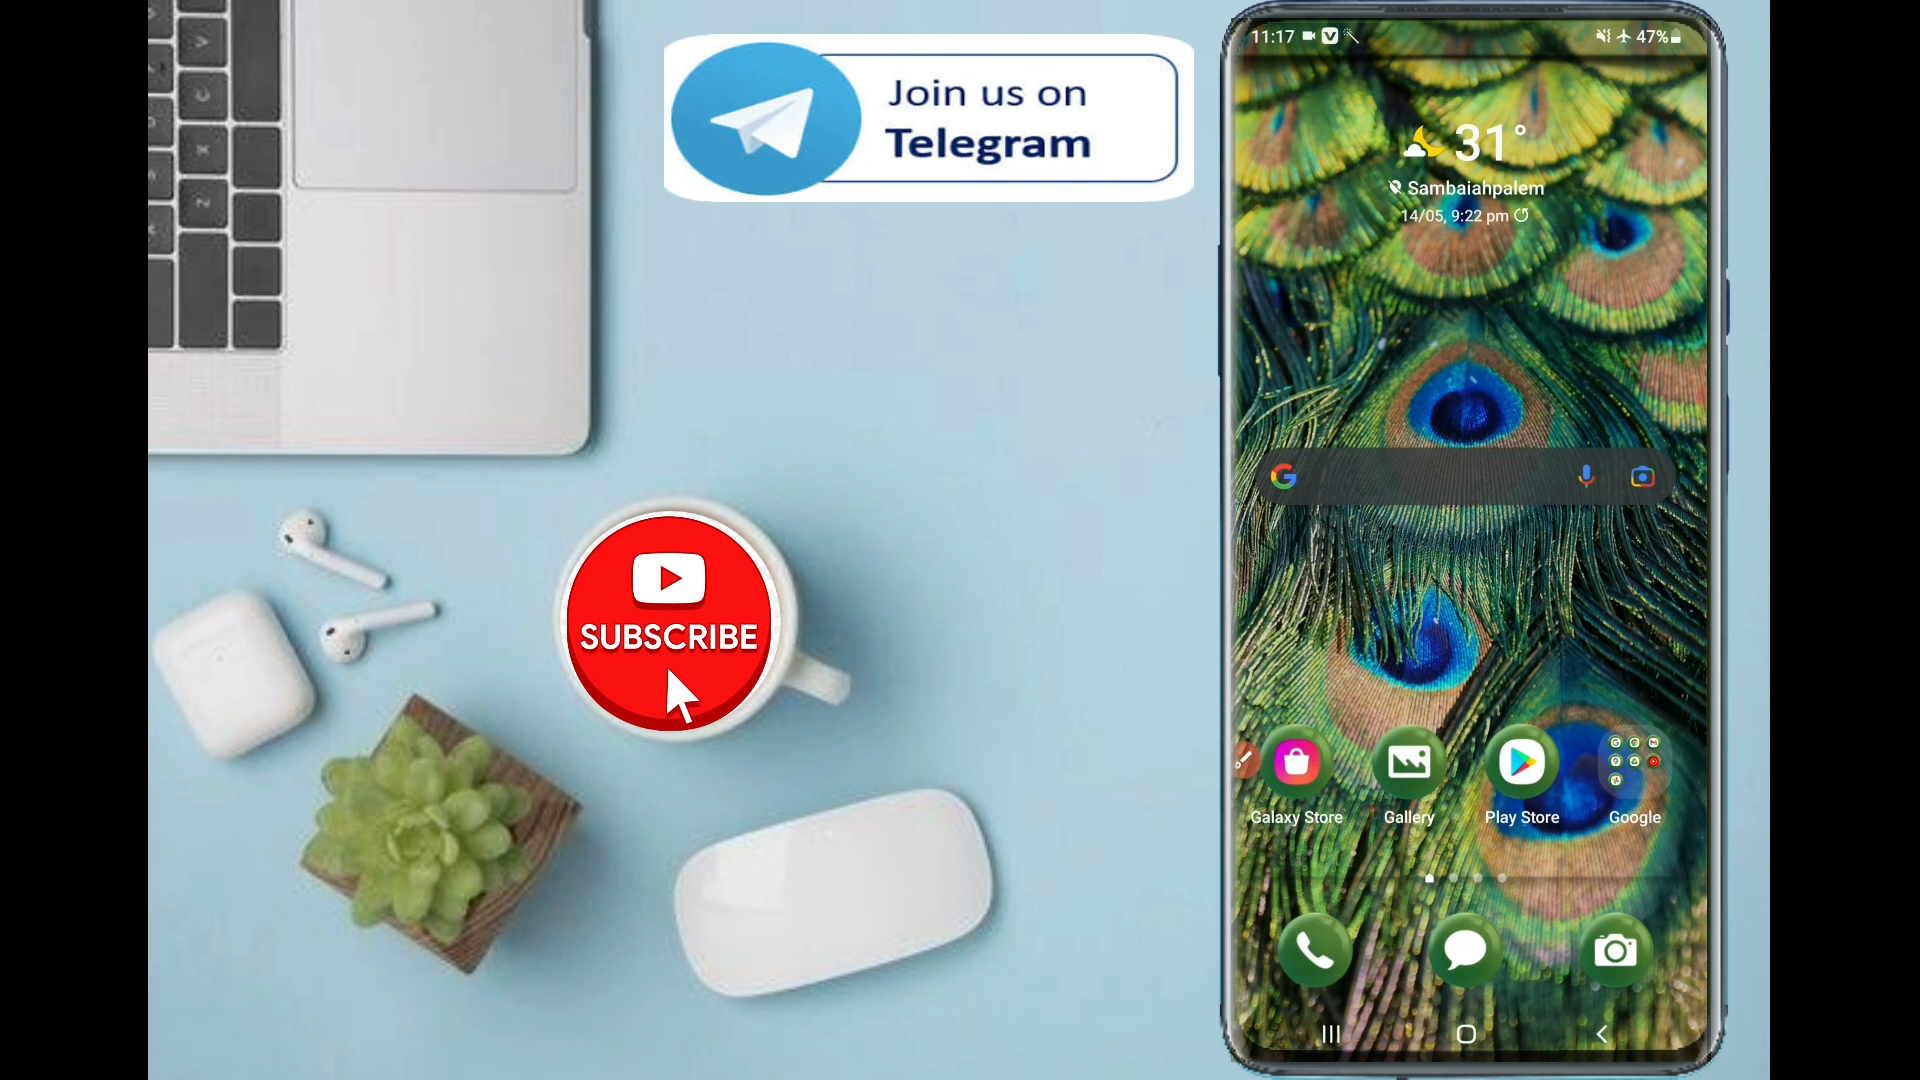 Join us on
Telegram
SUBSCRIBE
11:17
47%
31°
Sambaiahpalem
14/05, 9:22 pm
Galaxy Store
Gallery
Play Store
Google